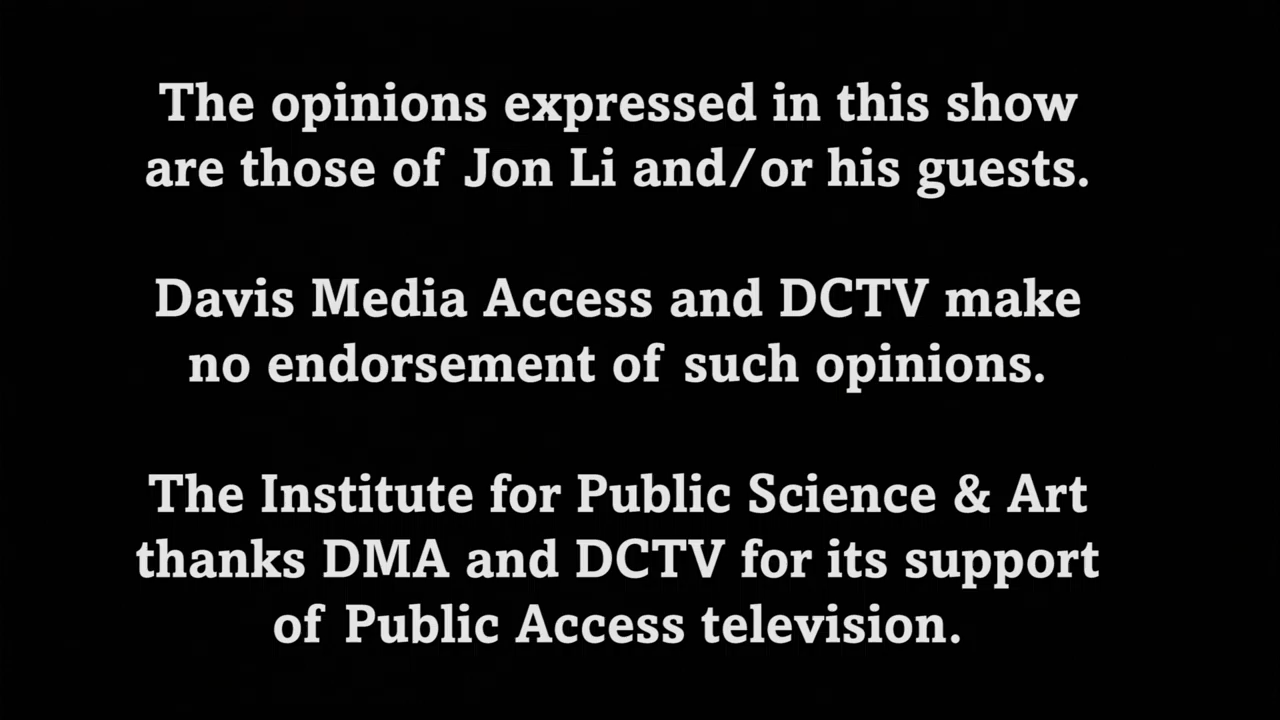 The opinions expressed in this show
are those of Jon Li and/or his guests.
Davis Media Access and DCTV make
no endorsement of such opinions.
The Institute for Public Science & Art
thanks DMA and DCTV for its support
of Public Access television.